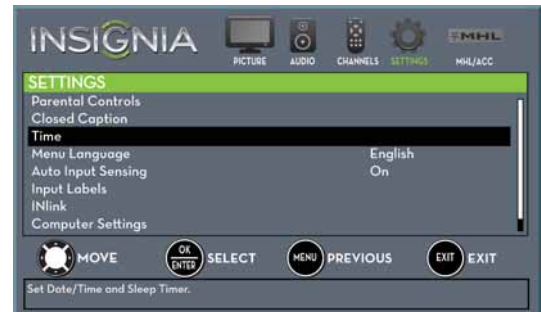 INSIGNIA
PICTURE AUDIO CHANNELS SETTINGS MHL/ACC
MHL
SETTINGS
Parental Controls
Closed Caption
Time
Menu Language English
Auto Input Sensing On
Input Labels
INlink
Computer Settings
MOVE OK ENTER SELECT MENU PREVIOUS EXIT EXIT
Set Date/Time and Sleep Timer.